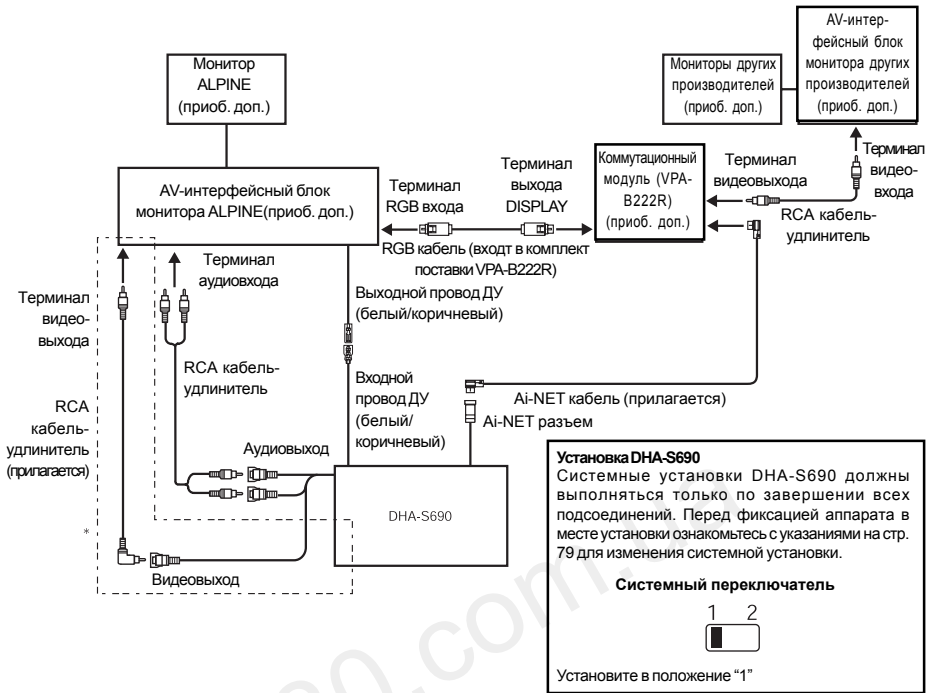 Монитор
ALPINE
(приоб. доп.)
AV-интер-
фейсный блок
монитора других
производителей
(приоб. доп.)
Мониторы других
производителей
(приоб. доп.)
AV-интерфейсный блок
монитора ALPINE(приоб. доп.)
Терминал
RGB входа
Терминал
выхода
DISPLAY
Коммутационный
модуль (VPA-
B222R)
(приоб. доп.)
Терминал
видеовыхода
Терминал
видео-
входа
RCA кабель-
удлинитель
RGB кабель (входт в комплект
поставки VPA-B222R)
Терминал
аудиовхода
Терминал
видео-
выхода
Выходной провод ДУ
(белый/коричневый)
RCA кабель-
удлинитель
Входной
провод ДУ
(белый/
коричневый)
Ai-NET кабель (прилагается)
Ai-NET разъем
RCA
кабель-
удлинитель
(прилагается)
*
Аудиовыход
DHA-S690
Видеовыход
Установка DHA-S690
Системные установки DHA-S690 должны
выполняться только по завершении всех
подсоединений. Перед фиксацией аппарата в
месте установки ознакомьтесь с указаниями на стр.
79 для изменения системной установки.
Системный переключатель
1 2
Установите в положение “1”